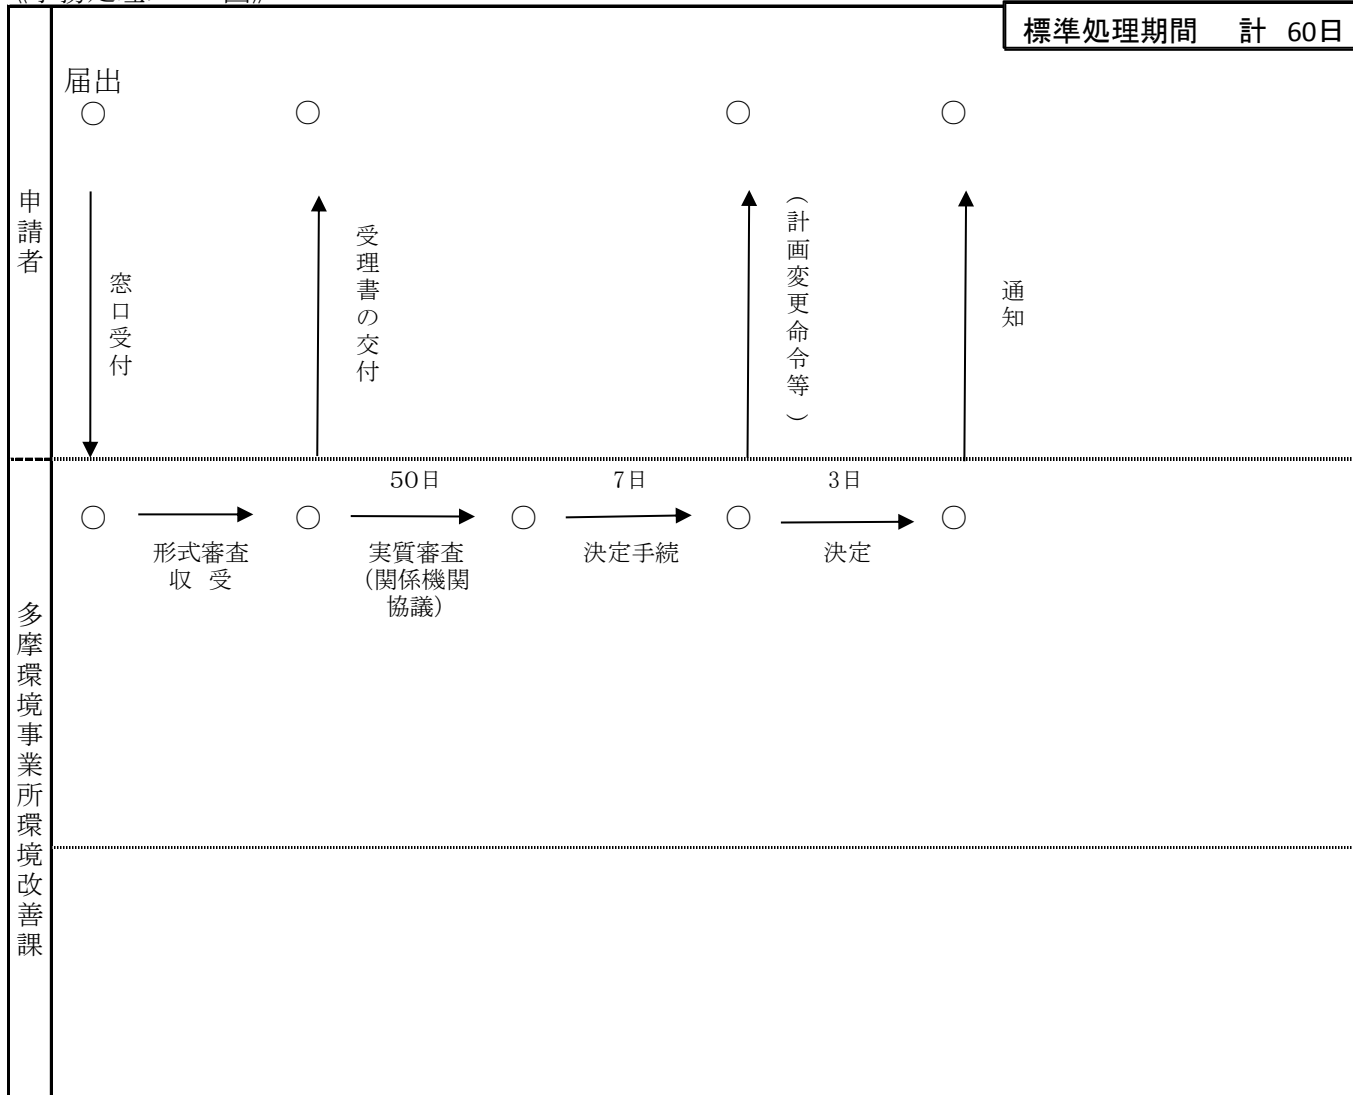 標準処理期間 計 60日
届出
申請者
窓口受付
受理書の交付
(計画変更命令等)
通知
50日
7日
3日
形式審査
収 受
実質審査
(関係機関
協議)
決定手続
決定
多摩環境事業所環境改善課